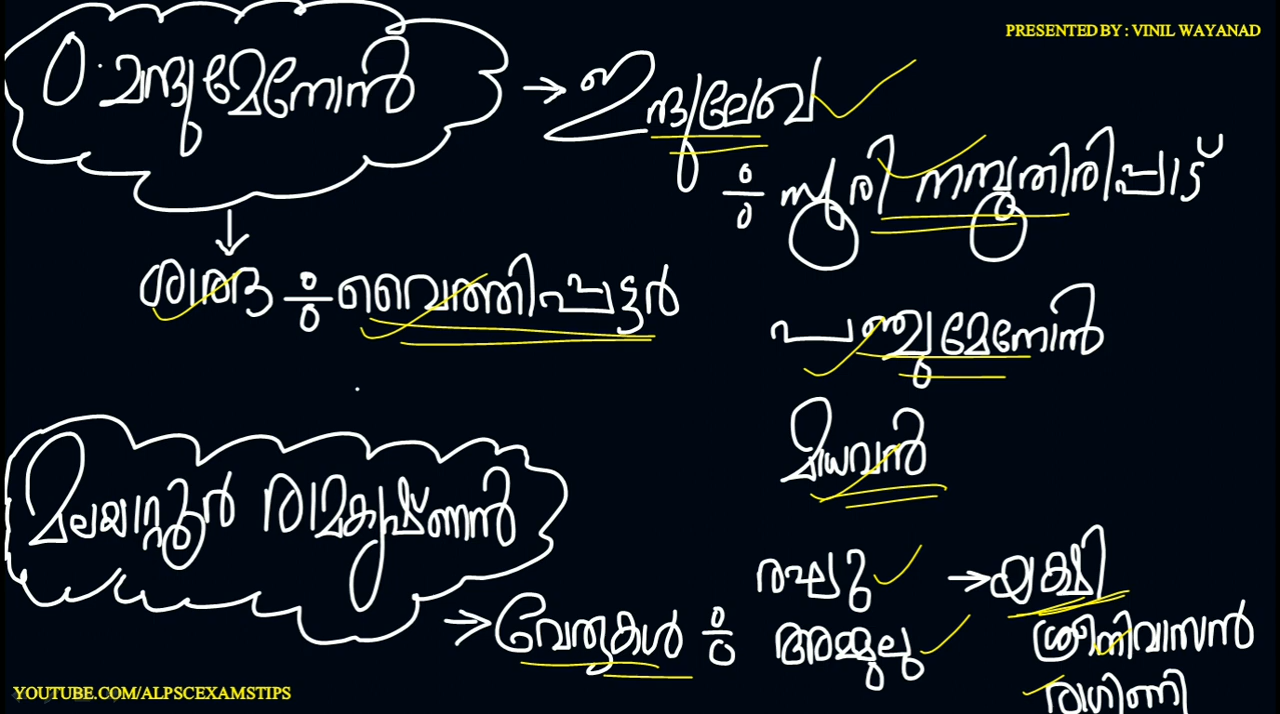 PRESENTED BY : VINIL WAYANAD
O. ചന്തുമേനോൻ → ഇന്ദുലേഖ
÷ സൂരി നമ്പൂതിരിപ്പാട്
ശാരദ ÷ വൈത്തിപ്പട്ടർ
പഞ്ചുമേനോൻ
മാധവൻ
മലയാറ്റൂർ രാമകൃഷ്ണൻ
→ വേരുകൾ ÷ രഘു
അമ്മുലു
→ യക്ഷി
ശ്രീനിവാസൻ
രാഗിണി
YOUTUBE.COM/ALPSCEXAMSTIPS